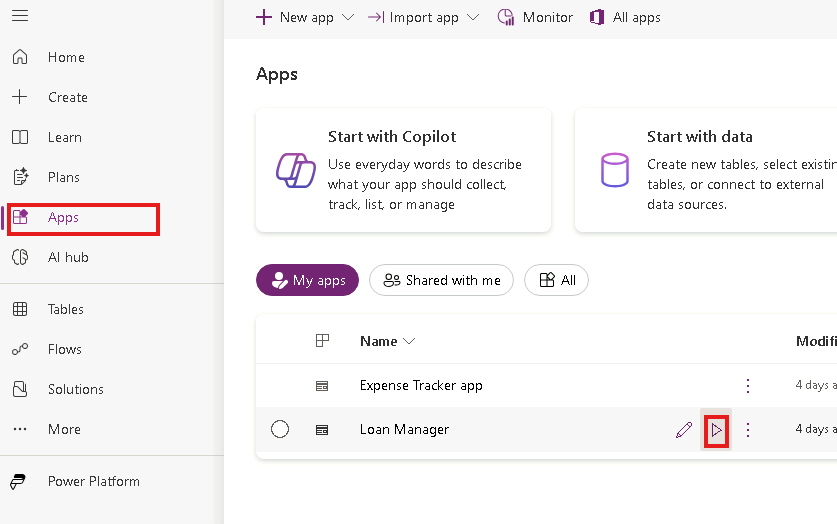 New app Import app Monitor All apps
Home
Create
Learn
Plans
Apps
AI hub
Tables
Flows
Solutions
More
Power Platform
Apps
Start with Copilot
Use everyday words to describe
what your app should collect,
track, list, or manage
Start with data
Create new tables, select
tables, or connect to external
data sources.
My apps Shared with me All
Name
Expense Tracker app 4 days
Loan Manager 4 days